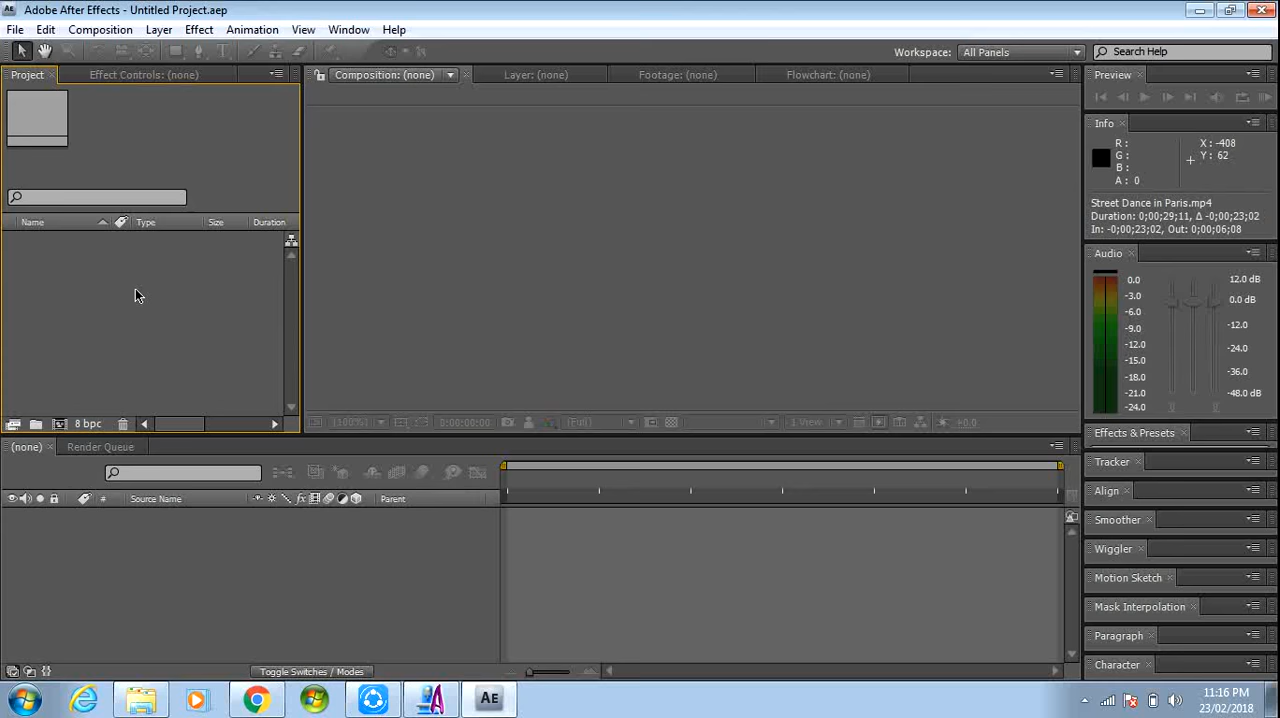 Adobe After Effects - Untitled Project.aep
File Edit Composition Layer Effect Animation View Window Help
Workspace: All Panels Search Help
Project Effect Controls: (none)
Composition: (none) Layer: (none) Footage: (none) Flowchart: (none)
Preview
Info
R :
G :
B :
A : 0
X : -408
Y : 62
Street Dance in Paris.mp4
Duration: 0;00;29;11, Δ -0;00;23;02
In: -0;00;23;02, Out: 0;00;06;08
Name Type Size Duration
Audio
0.0
-3.0
-6.0
-9.0
-12.0
-15.0
-18.0
-21.0
-24.0
12.0 dB
0.0 dB
-12.0
-24.0
-36.0
-48.0 dB
8 bpc
(100%) 0:00:00:00 (Full) 1 View +0.0
(none) Render Queue
# Source Name fx Parent
Effects & Presets
Tracker
Align
Smoother
Wiggler
Motion Sketch
Mask Interpolation
Paragraph
Character
Toggle Switches / Modes
AE
11:16 PM
23/02/2018